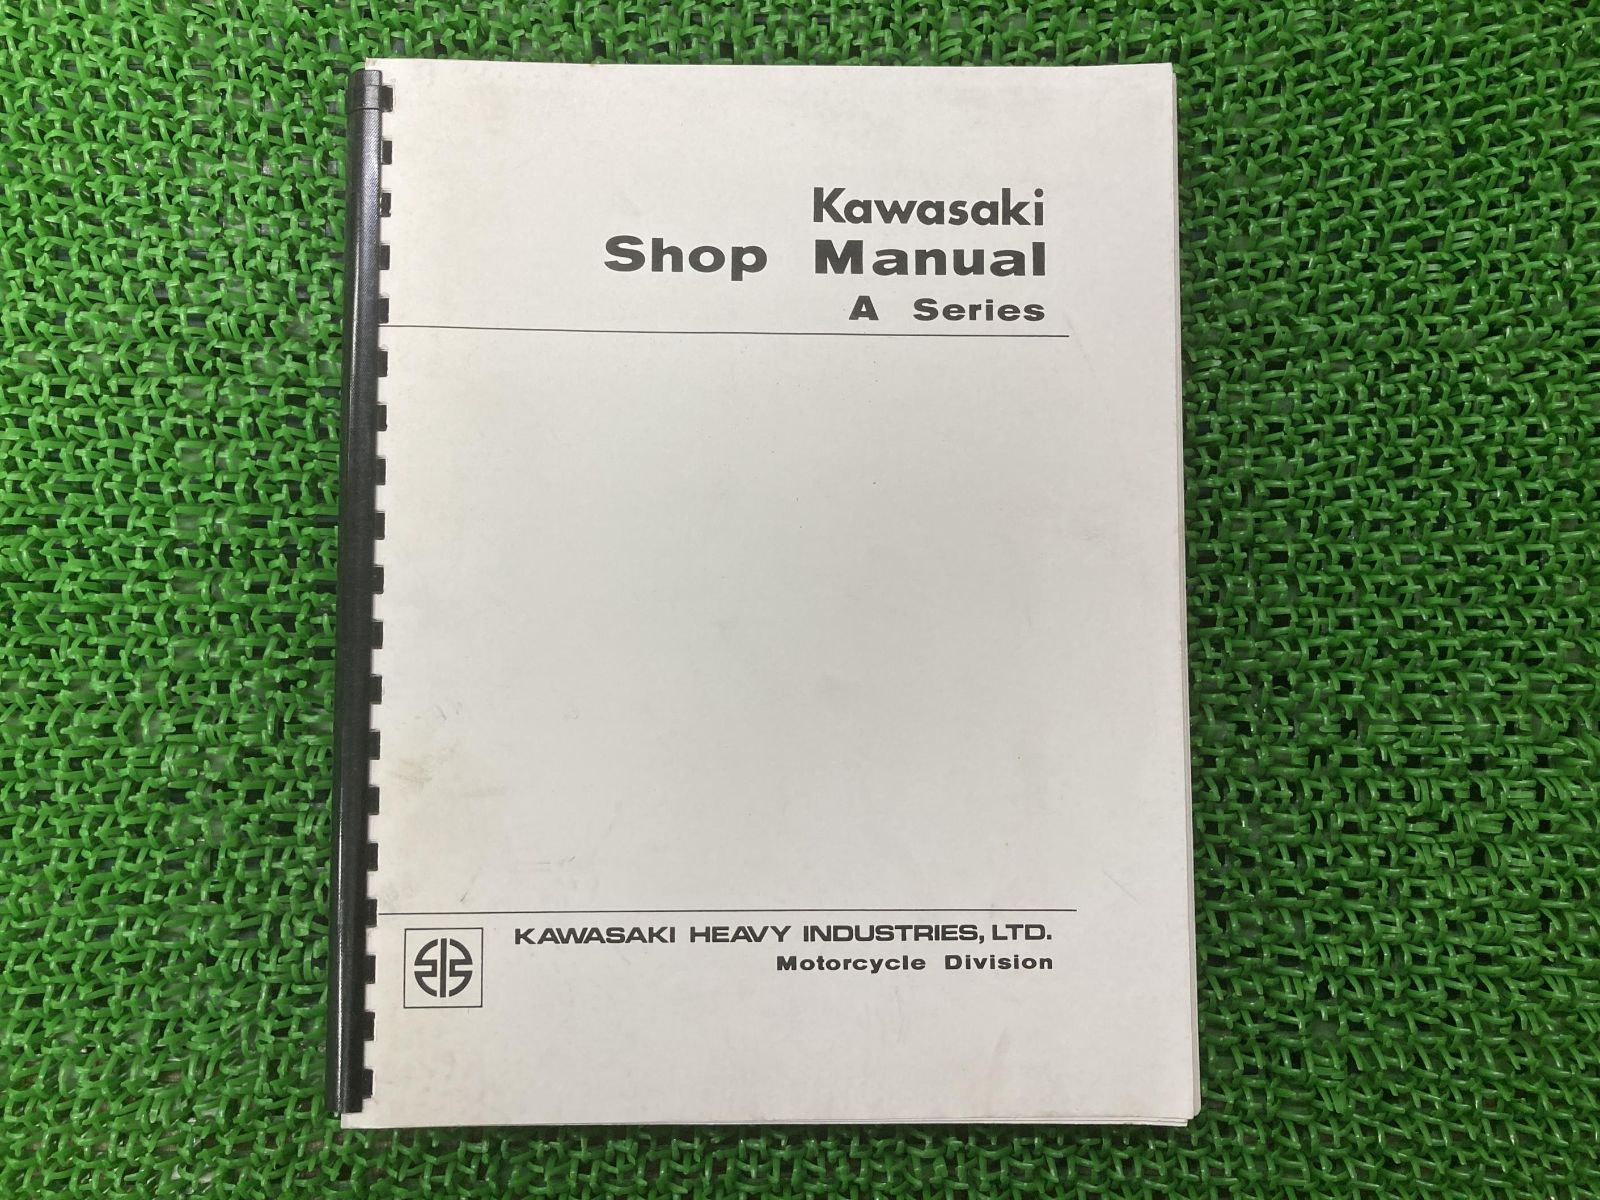 Kawasaki
Shop Manual
A Series
KAWASAKI HEAVY INDUSTRIES, LTD.
Motorcycle Division